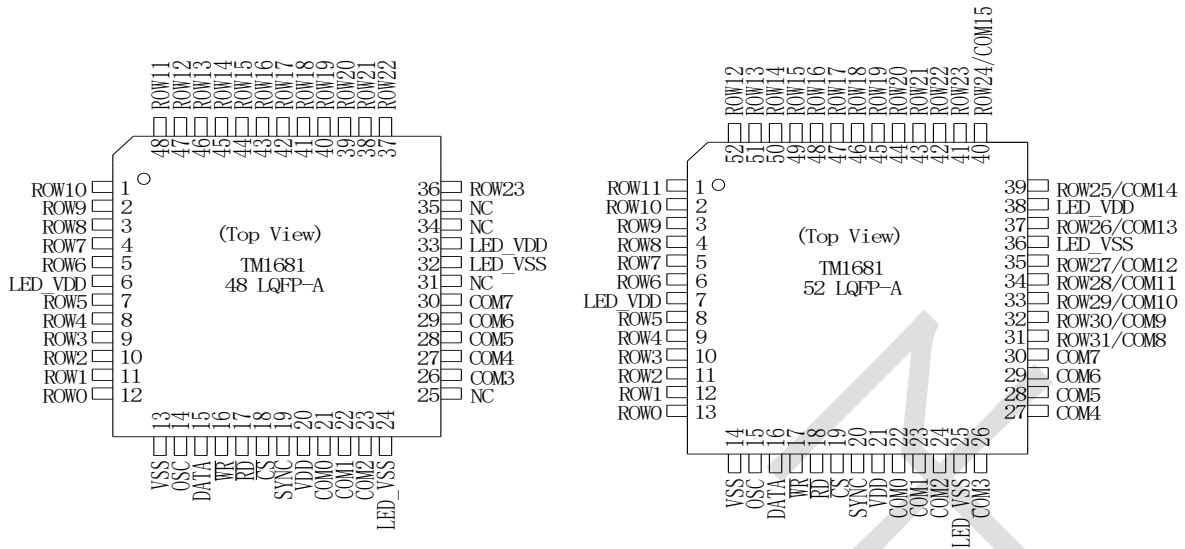 ROW11 ROW12 ROW13 ROW14 ROW15 ROW16 ROW17 ROW18 ROW19 ROW20 ROW21 ROW22
48 47 46 45 44 43 42 41 40 39 38 37
ROW10 1
ROW9 2
ROW8 3
ROW7 4
ROW6 5
LED_VDD 6
ROW5 7
ROW4 8
ROW3 9
ROW2 10
ROW1 11
ROW0 12
(Top View)
TM1681
48 LQFP-A
36 ROW23
35 NC
34 NC
33 LED_VDD
32 LED_VSS
31 NC
30 COM7
29 COM6
28 COM5
27 COM4
26 COM3
25 NC
13 14 15 16 17 18 19 20 21 22 23 24
VSS OSC DATA WR RD CS SYNC VDD COM0 COM1 COM2 LED_VSS
ROW12 ROW13 ROW14 ROW15 ROW16 ROW17 ROW18 ROW19 ROW20 ROW21 ROW22 ROW23 ROW24/COM15
52 51 50 49 48 47 46 45 44 43 42 41 40
ROW11 1
ROW10 2
ROW9 3
ROW8 4
ROW7 5
ROW6 6
LED_VDD 7
ROW5 8
ROW4 9
ROW3 10
ROW2 11
ROW1 12
ROW0 13
(Top View)
TM1681
52 LQFP-A
39 ROW25/COM14
38 LED_VDD
37 ROW26/COM13
36 LED_VSS
35 ROW27/COM12
34 ROW28/COM11
33 ROW29/COM10
32 ROW30/COM9
31 ROW31/COM8
30 COM7
29 COM6
28 COM5
27 COM4
14 15 16 17 18 19 20 21 22 23 24 25 26
VSS OSC DATA WR RD CS SYNC VDD COM0 COM1 COM2 LED_VSS COM3